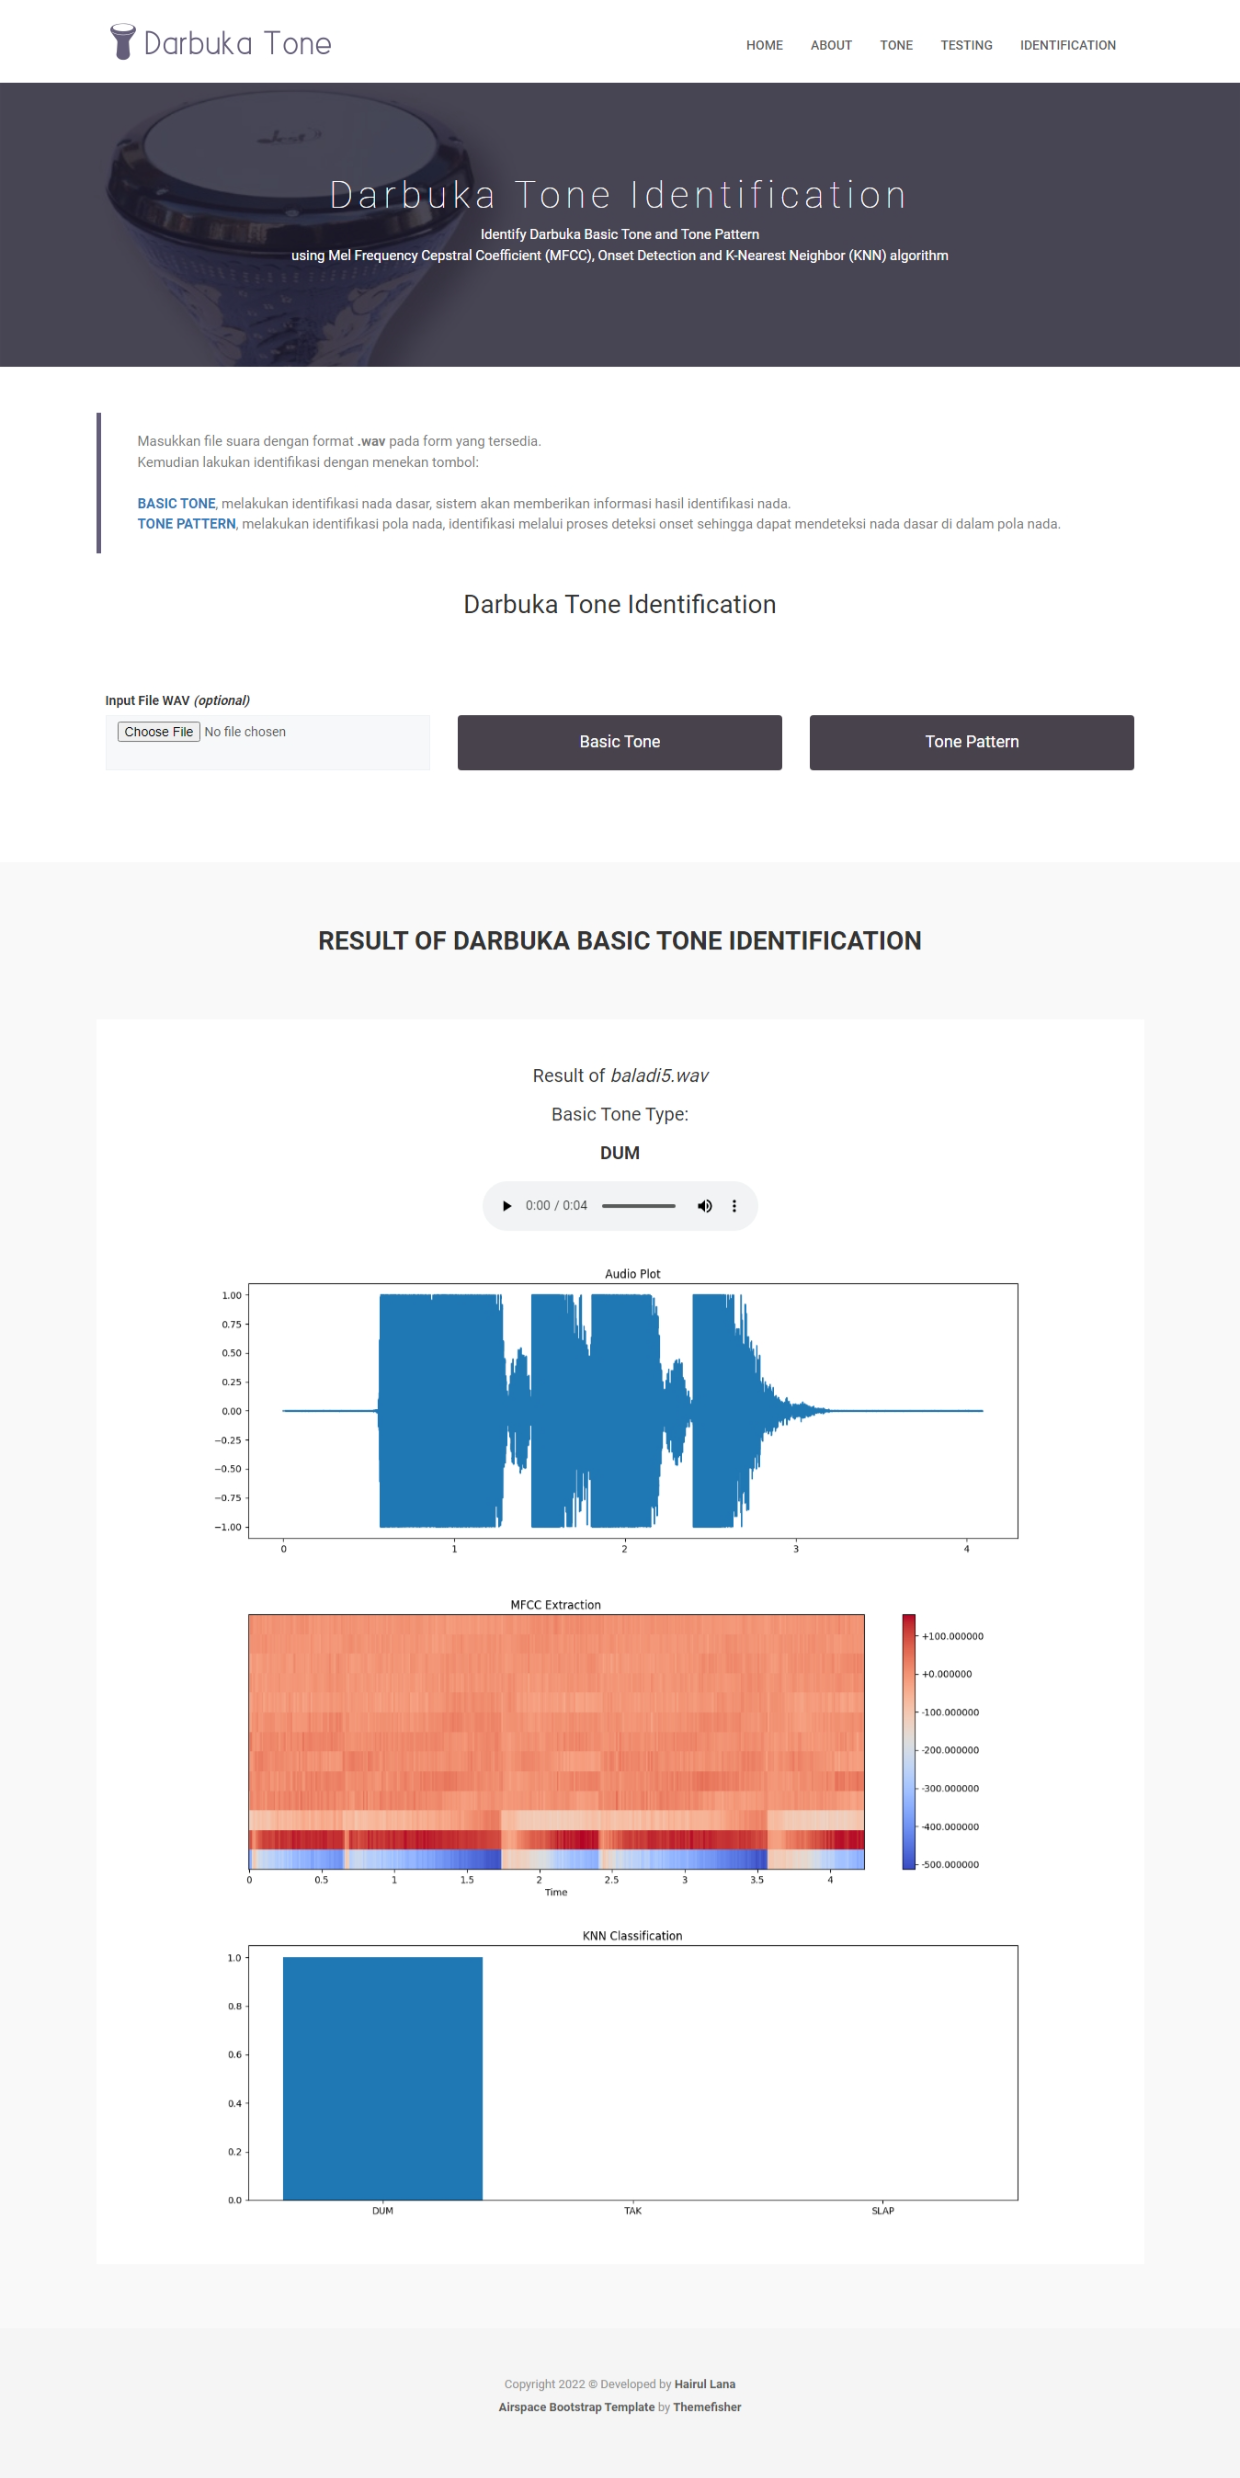 Darbuka Tone
HOME ABOUT TONE TESTING IDENTIFICATION
Darbuka Tone Identification
Identify Darbuka Basic Tone and Tone Pattern
using Mel Frequency Cepstral Coefficient (MFCC), Onset Detection and K-Nearest Neighbor (KNN) algorithm
Masukkan file suara dengan format .wav pada form yang tersedia.
Kemudian lakukan identifikasi dengan menekan tombol:
BASIC TONE, melakukan identifikasi nada dasar, sistem akan memberikan informasi hasil identifikasi nada.
TONE PATTERN, melakukan identifikasi pola nada, identifikasi melalui proses deteksi onset sehingga dapat mendeteksi nada dasar di dalam pola nada.
Darbuka Tone Identification
Input File WAV (optional)
Choose File No file chosen
Basic Tone
Tone Pattern
RESULT OF DARBUKA BASIC TONE IDENTIFICATION
Result of baladi5.wav
Basic Tone Type:
DUM
0:00 / 0:04
Audio Plot
1.00
0.75
0.50
0.25
0.00
−0.25
−0.50
−0.75
−1.00
0 1 2 3 4
MFCC Extraction
+100.000000
+0.000000
-100.000000
-200.000000
-300.000000
-400.000000
-500.000000
0 0.5 1 1.5 2 2.5 3 3.5 4
Time
KNN Classification
1.0
0.8
0.6
0.4
0.2
0.0
DUM TAK SLAP
Copyright 2022 © Developed by Hairul Lana
Airspace Bootstrap Template by Themefisher